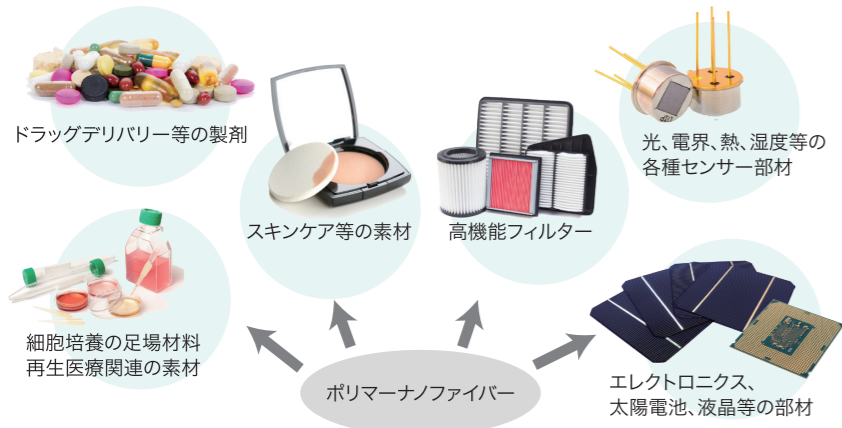 ドラッグデリバリー等の製剤
光、電界、熱、湿度等の
各種センサー部材
スキンケア等の素材
高機能フィルター
細胞培養の足場材料
再生医療関連の素材
ポリマーナノファイバー
エレクトロニクス、
太陽電池、液晶等の部材